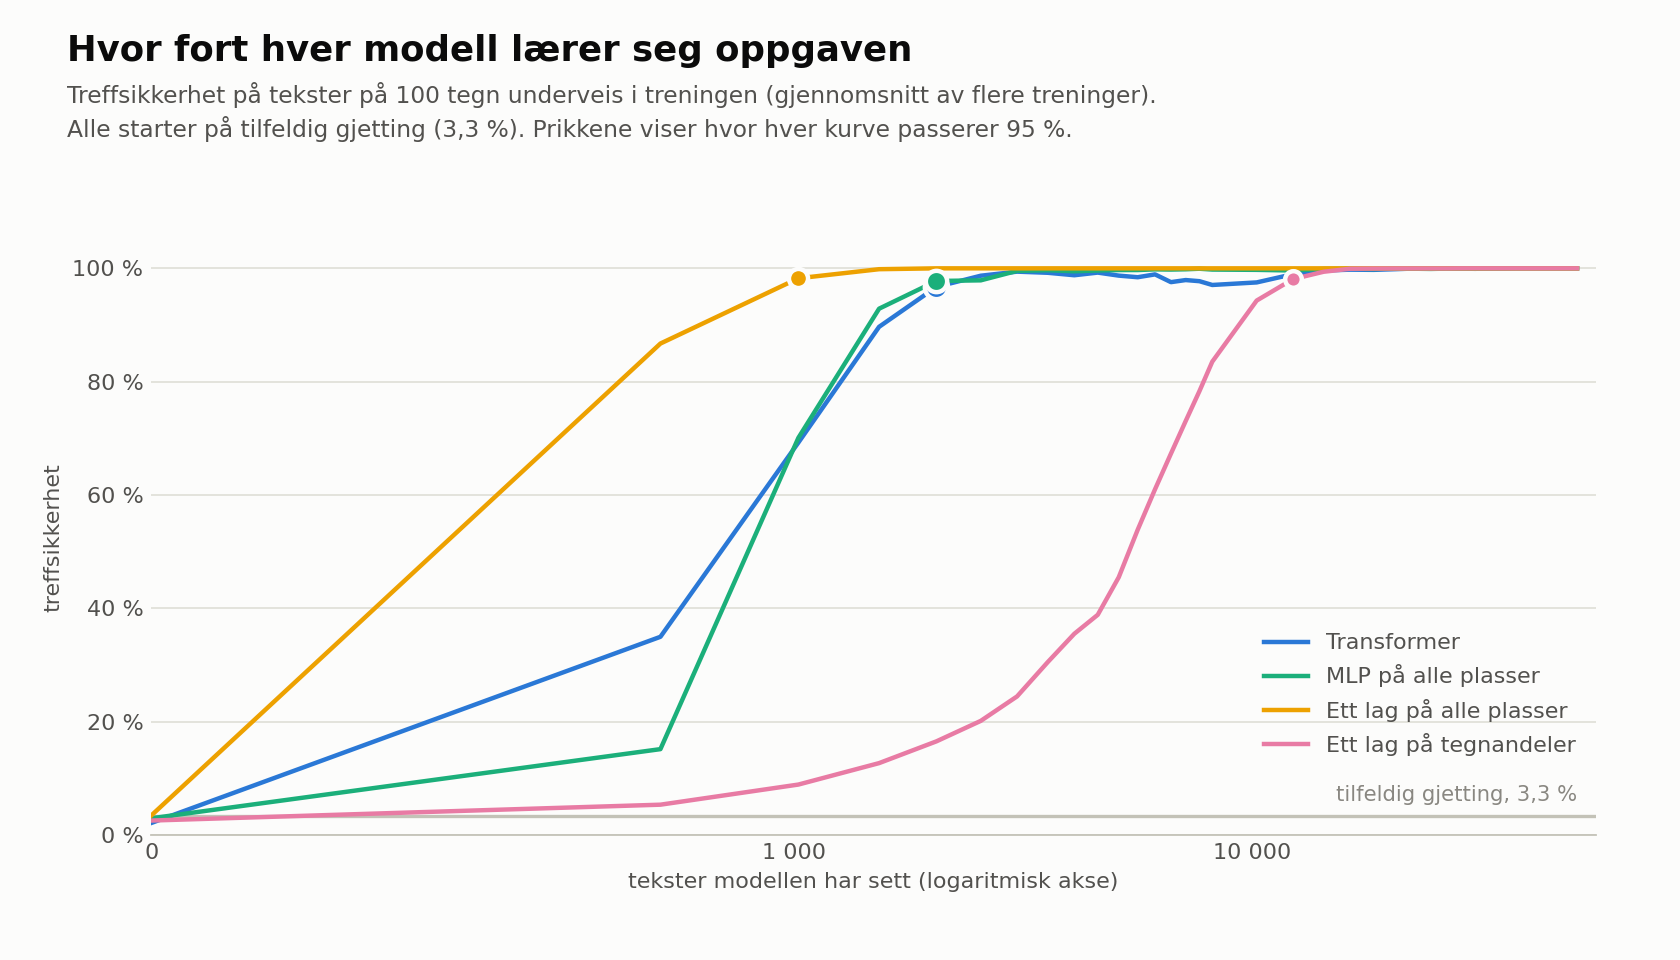 Hvor fort hver modell lærer seg oppgaven
Treffsikkerhet på tekster på 100 tegn underveis i treningen (gjennomsnitt av flere treninger).
Alle starter på tilfeldig gjetting (3,3 %). Prikkene viser hvor hver kurve passerer 95 %.
100 %
80 %
60 %
40 %
20 %
0 %
treffsikkerhet
Transformer
MLP på alle plasser
Ett lag på alle plasser
Ett lag på tegnandeler
tilfeldig gjetting, 3,3 %
0
1 000
10 000
tekster modellen har sett (logaritmisk akse)